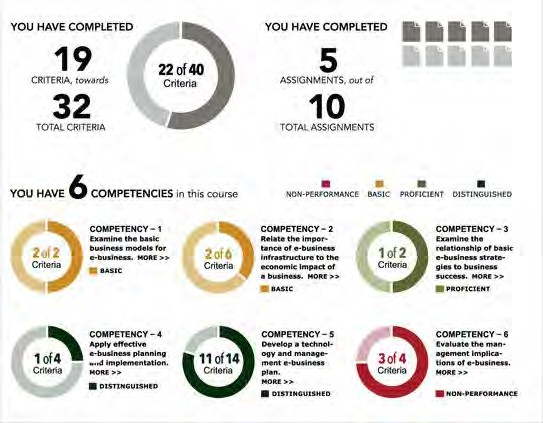 YOU HAVE COMPLETED
19
CRITERIA, towards
32
TOTAL CRITERIA
22 of 40
Criteria
YOU HAVE COMPLETED
5
ASSIGNMENTS, out of
10
TOTAL ASSIGNMENTS
YOU HAVE 6 COMPETENCIES in this course
NON-PERFORMANCE BASIC PROFICIENT DISTINGUISHED
2 of 2
Criteria
COMPETENCY – 1
Examine the basic
business models for
e-business. MORE >>
BASIC
2 of 6
Criteria
COMPETENCY – 2
Relate the impor-
tance of e-business
infrastructure to the
economic impact of
a business. MORE >>
BASIC
1 of 2
Criteria
COMPETENCY – 3
Examine the
relationship of basic
e-business strate-
gies to business
success. MORE >>
PROFICIENT
1 of 4
Criteria
COMPETENCY – 4
Apply effective
e-business planning
and implementation.
MORE >>
DISTINGUISHED
11 of 14
Criteria
COMPETENCY – 5
Develop a technol-
ogy and manage-
ment e-business
plan.
MORE >>
DISTINGUISHED
3 of 4
Criteria
COMPETENCY – 6
Evaluate the man-
agement implica-
tions of e-business.
MORE >>
NON-PERFORMANCE